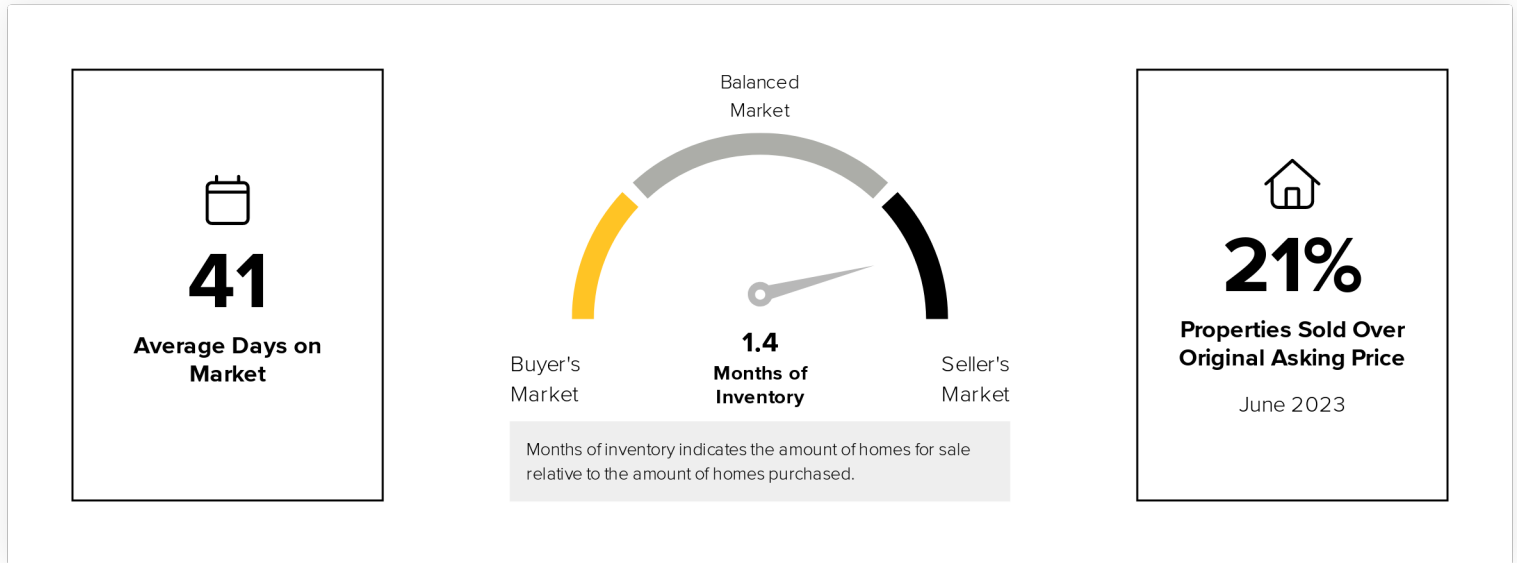 41
Average Days on
Market
Balanced
Market
1.4
Months of
Inventory
Buyer's
Market
Seller's
Market
Months of inventory indicates the amount of homes for sale
relative to the amount of homes purchased.
21%
Properties Sold Over
Original Asking Price
June 2023